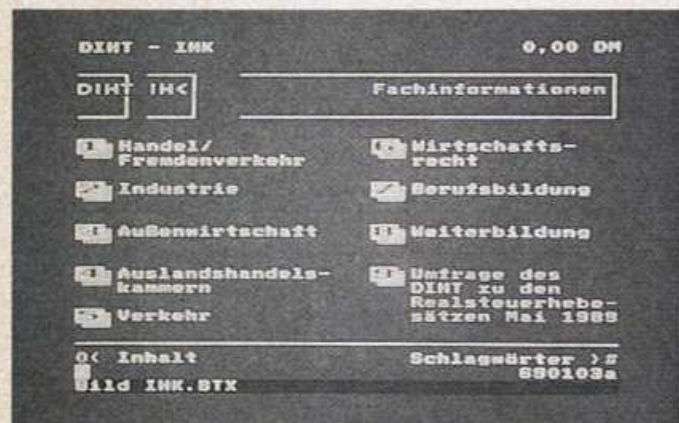 DIHT - IHK 0,00 DM
DIHT IHK Fachinformationen
Handel/
Fremdenverkehr
Industrie
Außenwirtschaft
Auslandshandels-
kammern
Verkehr
Wirtschafts-
recht
Berufsbildung
Weiterbildung
Umfrage des
DIHT zu den
Realsteuerhebe-
sätzen Mai 1989
0< Inhalt Schlagwörter >#
Bild IHK.BTX